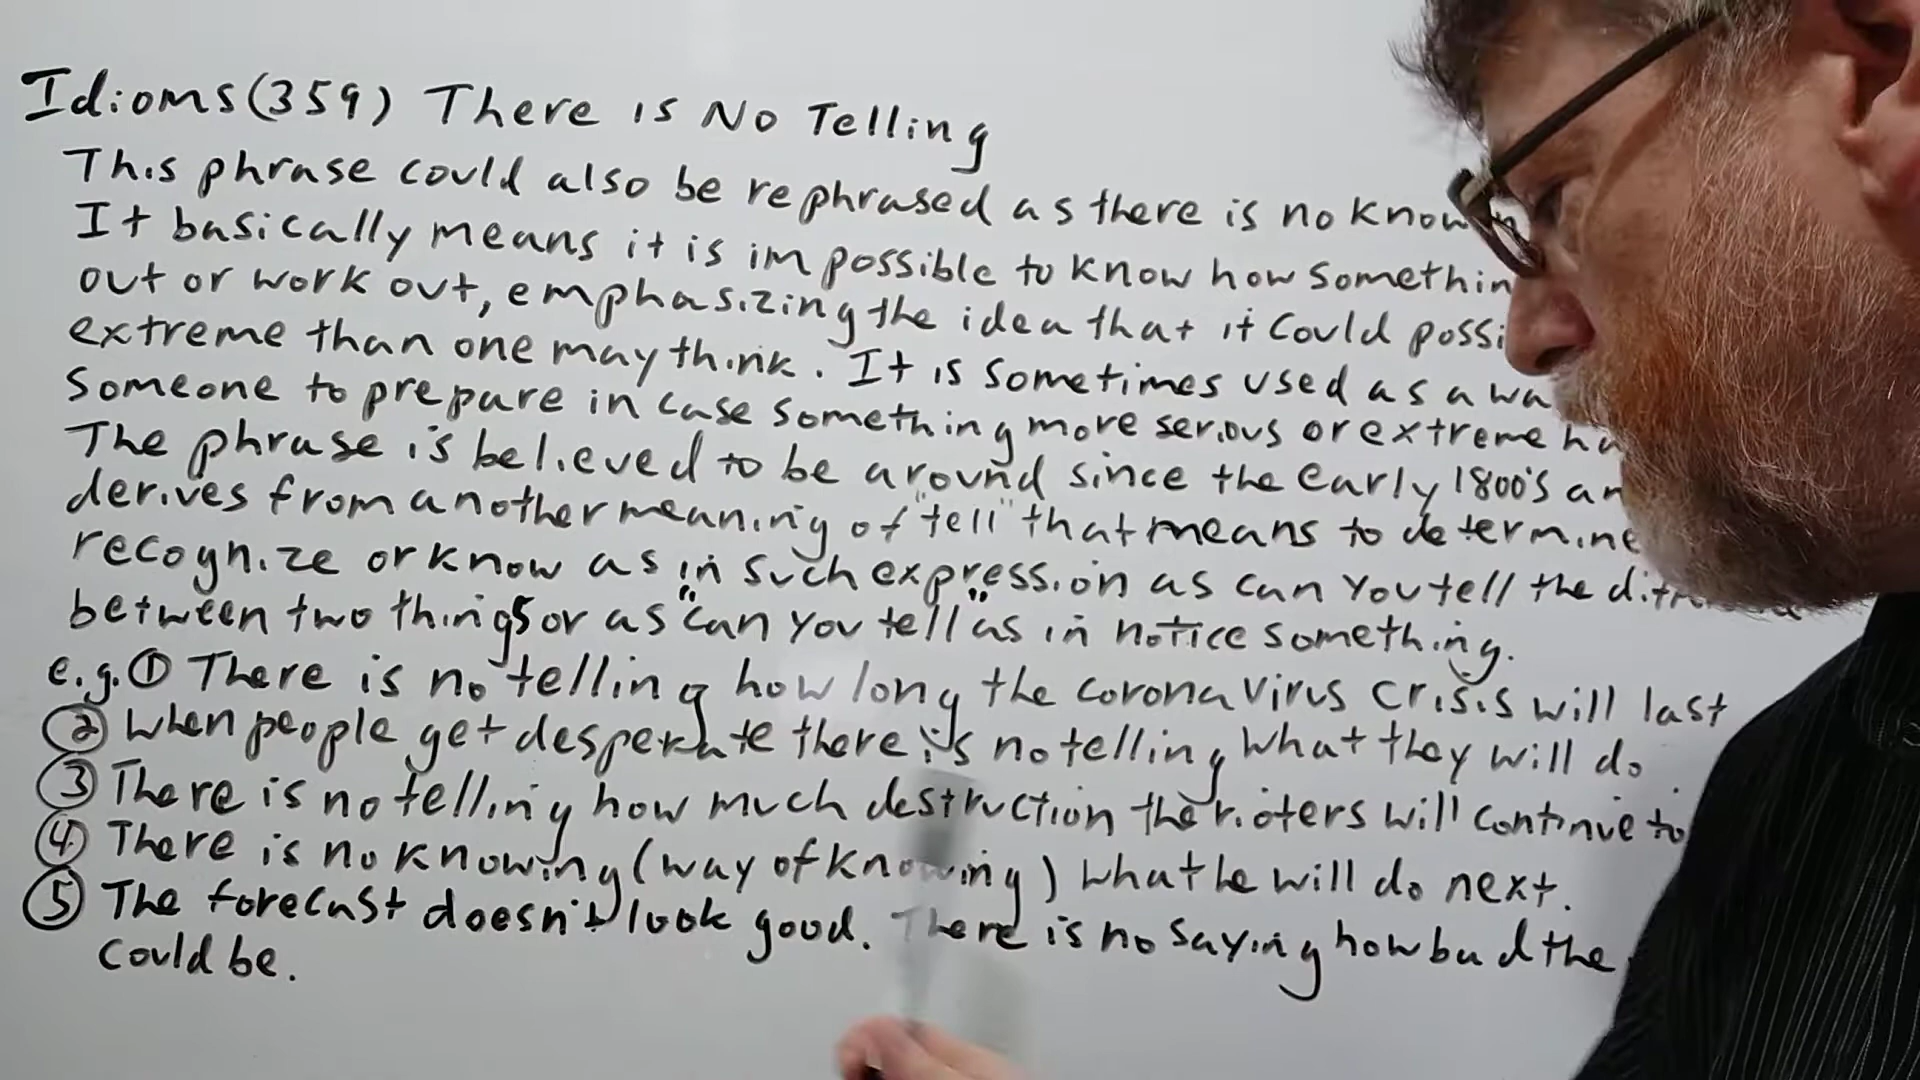 Idioms (359) There is No Telling
This phrase could also be rephrased as there is no
It basically means it is impossible to know how
out or work out, emphasizing the idea that it could
extreme than one may think. It is sometimes used as a
someone to prepare in case something more serious or extreme
The phrase is believed to be around since the early 1800's
derives from another meaning of "tell" that means to determine
recognize or know as in such expression as can you tell the
between two things or as "can you tell" as in notice something.
e.g. ① There is no telling how long the corona virus crisis will last
② When people get desperate there is no telling what they will do
③ There is no telling how much destruction the rioters will continue to
④ There is no knowing (way of knowing) what he will do next.
⑤ The forecast doesn't look good. There is no saying how bad the
could be.